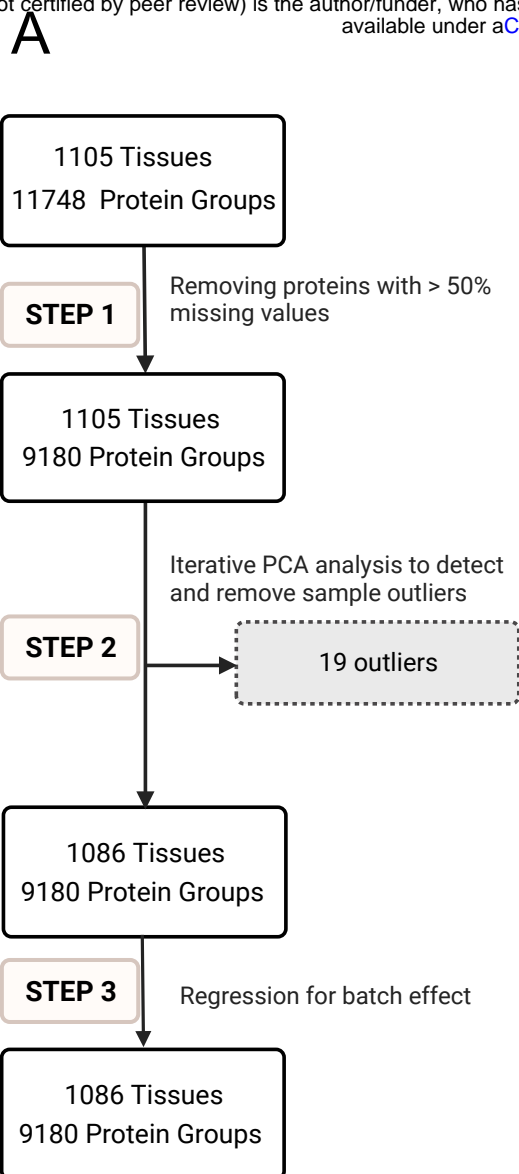 ot certified by peer review) is the author/funder, who has
available under aC
A
1105 Tissues
11748 Protein Groups
Removing proteins with > 50%
missing values
STEP 1
1105 Tissues
9180 Protein Groups
Iterative PCA analysis to detect
and remove sample outliers
STEP 2
19 outliers
1086 Tissues
9180 Protein Groups
STEP 3
Regression for batch effect
1086 Tissues
9180 Protein Groups